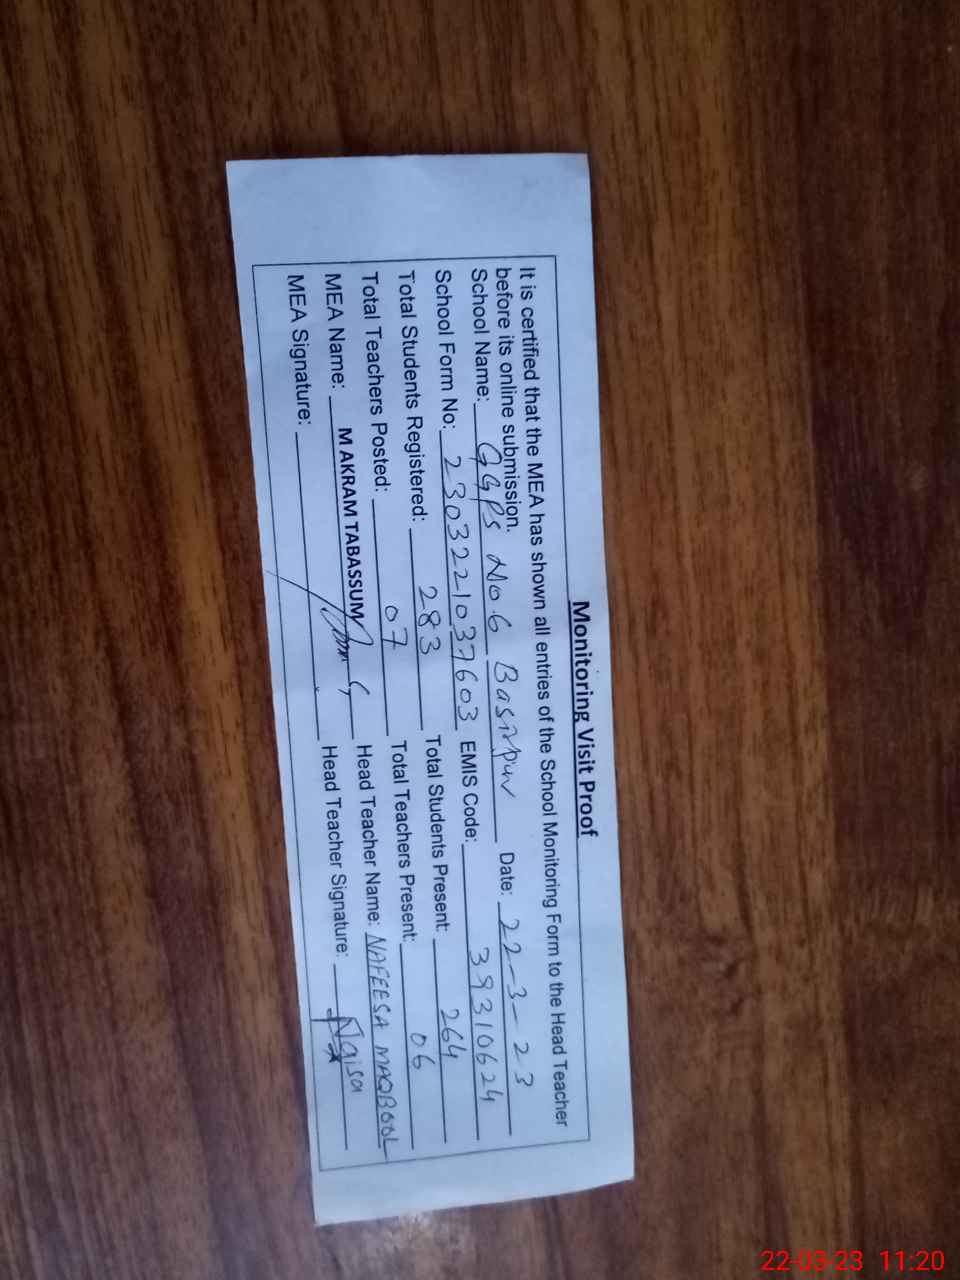 Monitoring Visit Proof
It is certified that the MEA has shown all entries of the School Monitoring Form to the Head Teacher
before its online submission.
School Name: GGPS No 6 Basirpur Date: 22-3-23
School Form No: 2303221037603 EMIS Code: 39310624
Total Students Registered: 283 Total Students Present: 264
Total Teachers Posted: 07 Total Teachers Present: 06
MEA Name: M AKRAM TABASSUM Head Teacher Name: NAFEESA MAQBOOL
MEA Signature: Head Teacher Signature:
22-03-23 11:20